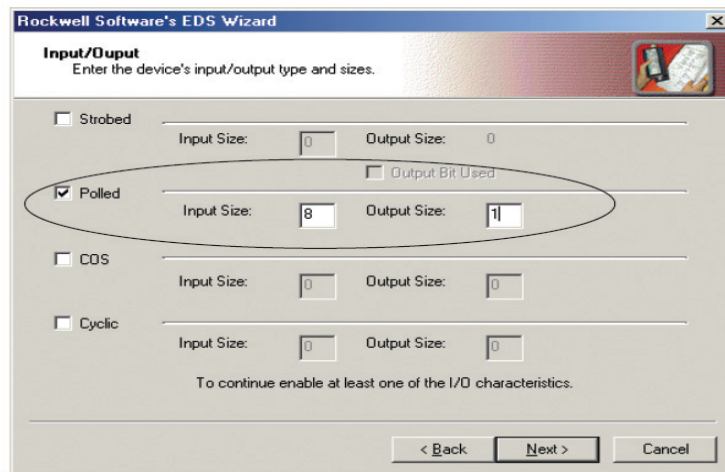 Rockwell Software's EDS Wizard
Input/Ouput
Enter the device's input/output type and sizes.
Strobed
Input Size: 0 Output Size: 0
Output Bit Used
Polled
Input Size: 8 Output Size: 1
COS
Input Size: 0 Output Size: 0
Cyclic
Input Size: 0 Output Size: 0
To continue enable at least one of the I/O characteristics.
< Back Next > Cancel